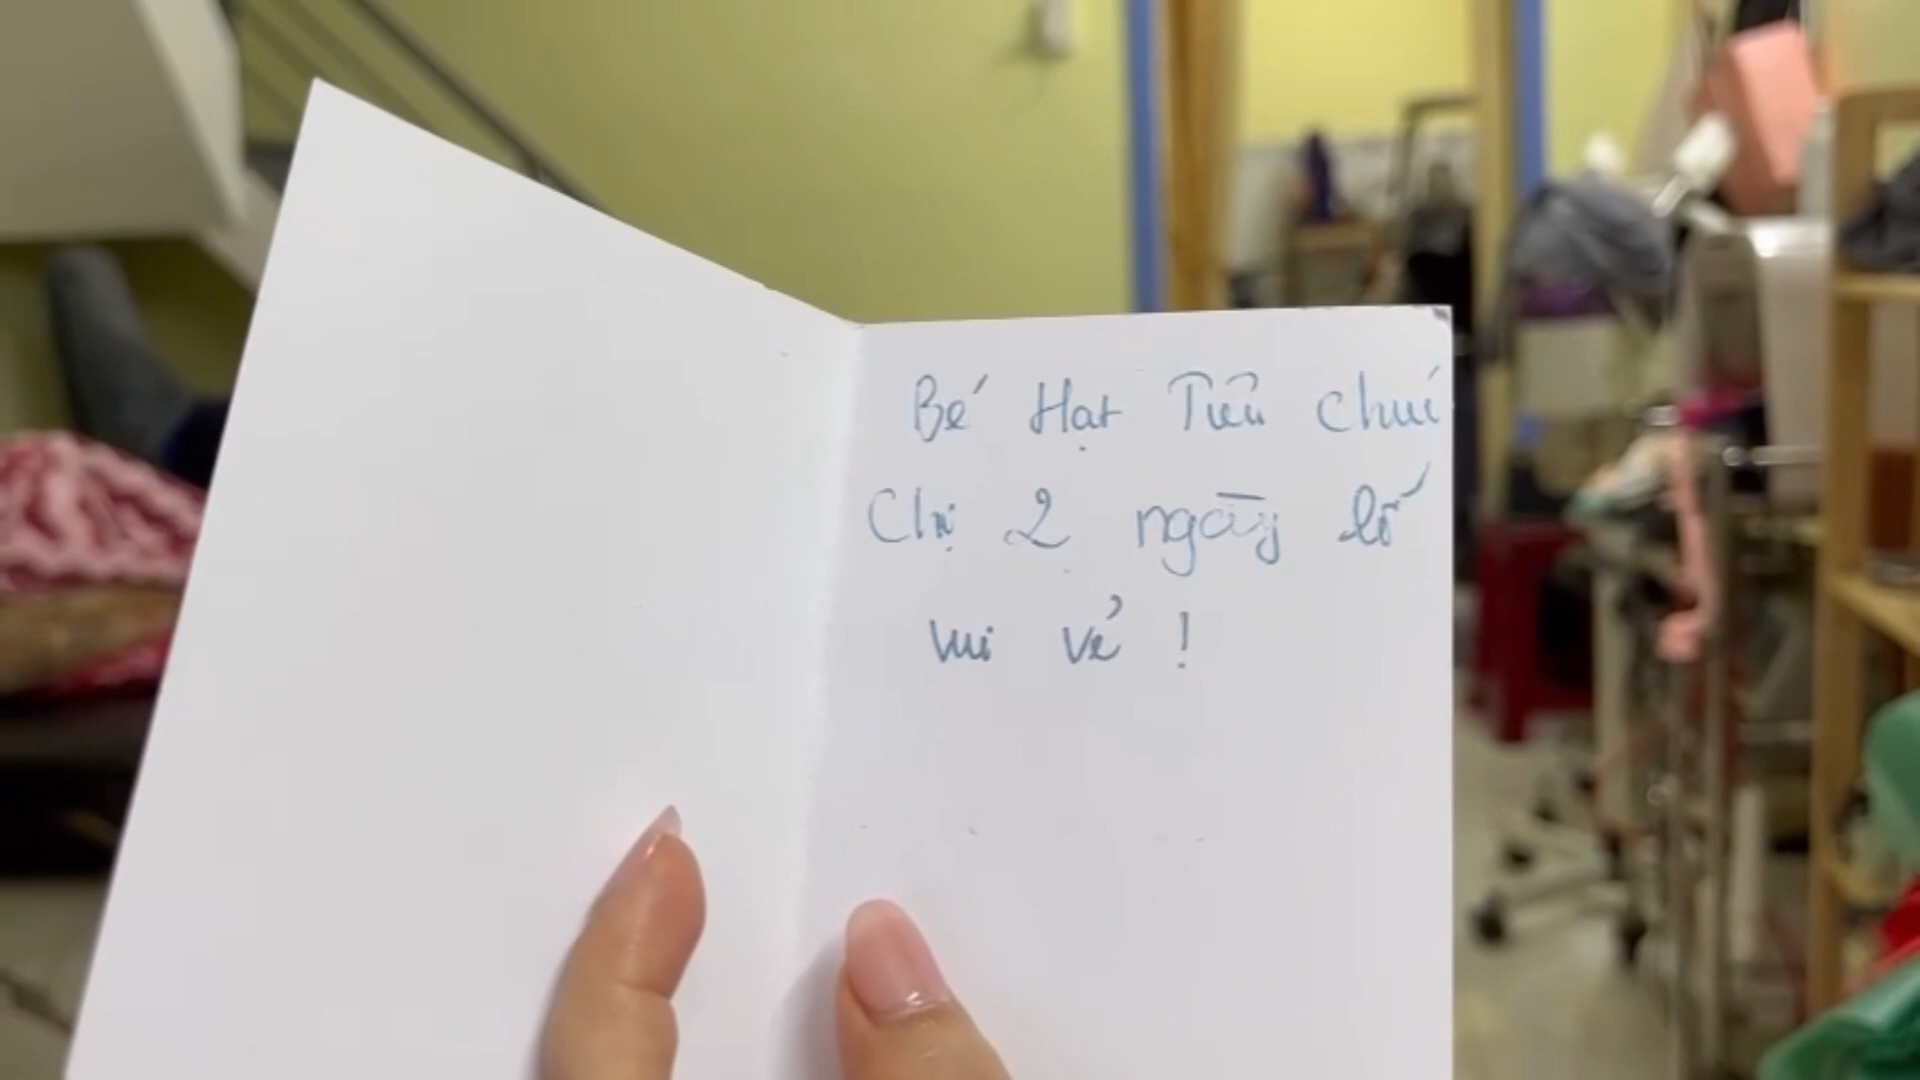 Bé Hạt Tiêu chúc
Chị 2 ngày lễ
vui vẻ !